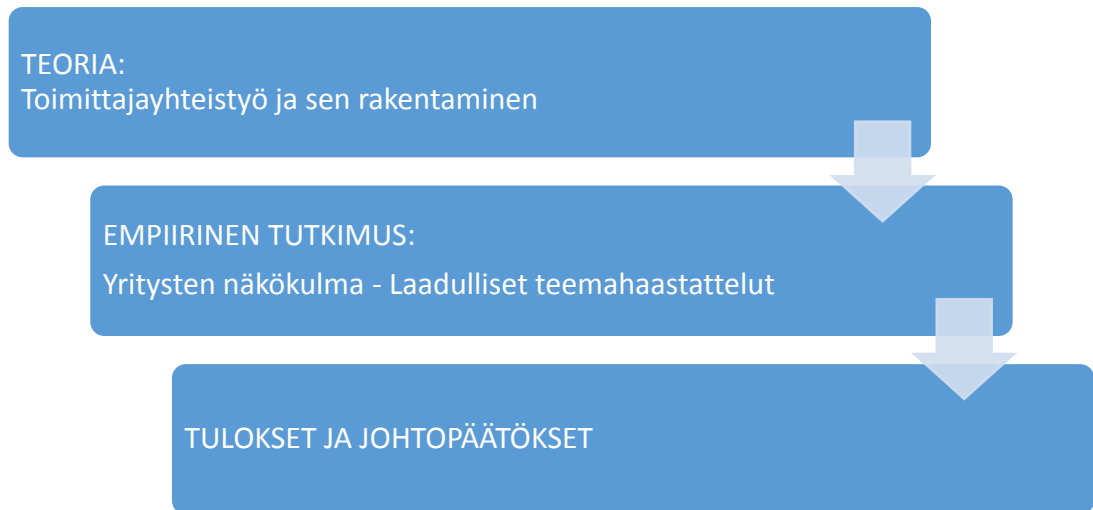 TEORIA:
Toimittajayhteistyö ja sen rakentaminen
EMPIIRINEN TUTKIMUS:
Yritysten näkökulma - Laadulliset teemahaastattelut
TULOKSET JA JOHTOPÄÄTÖKSET